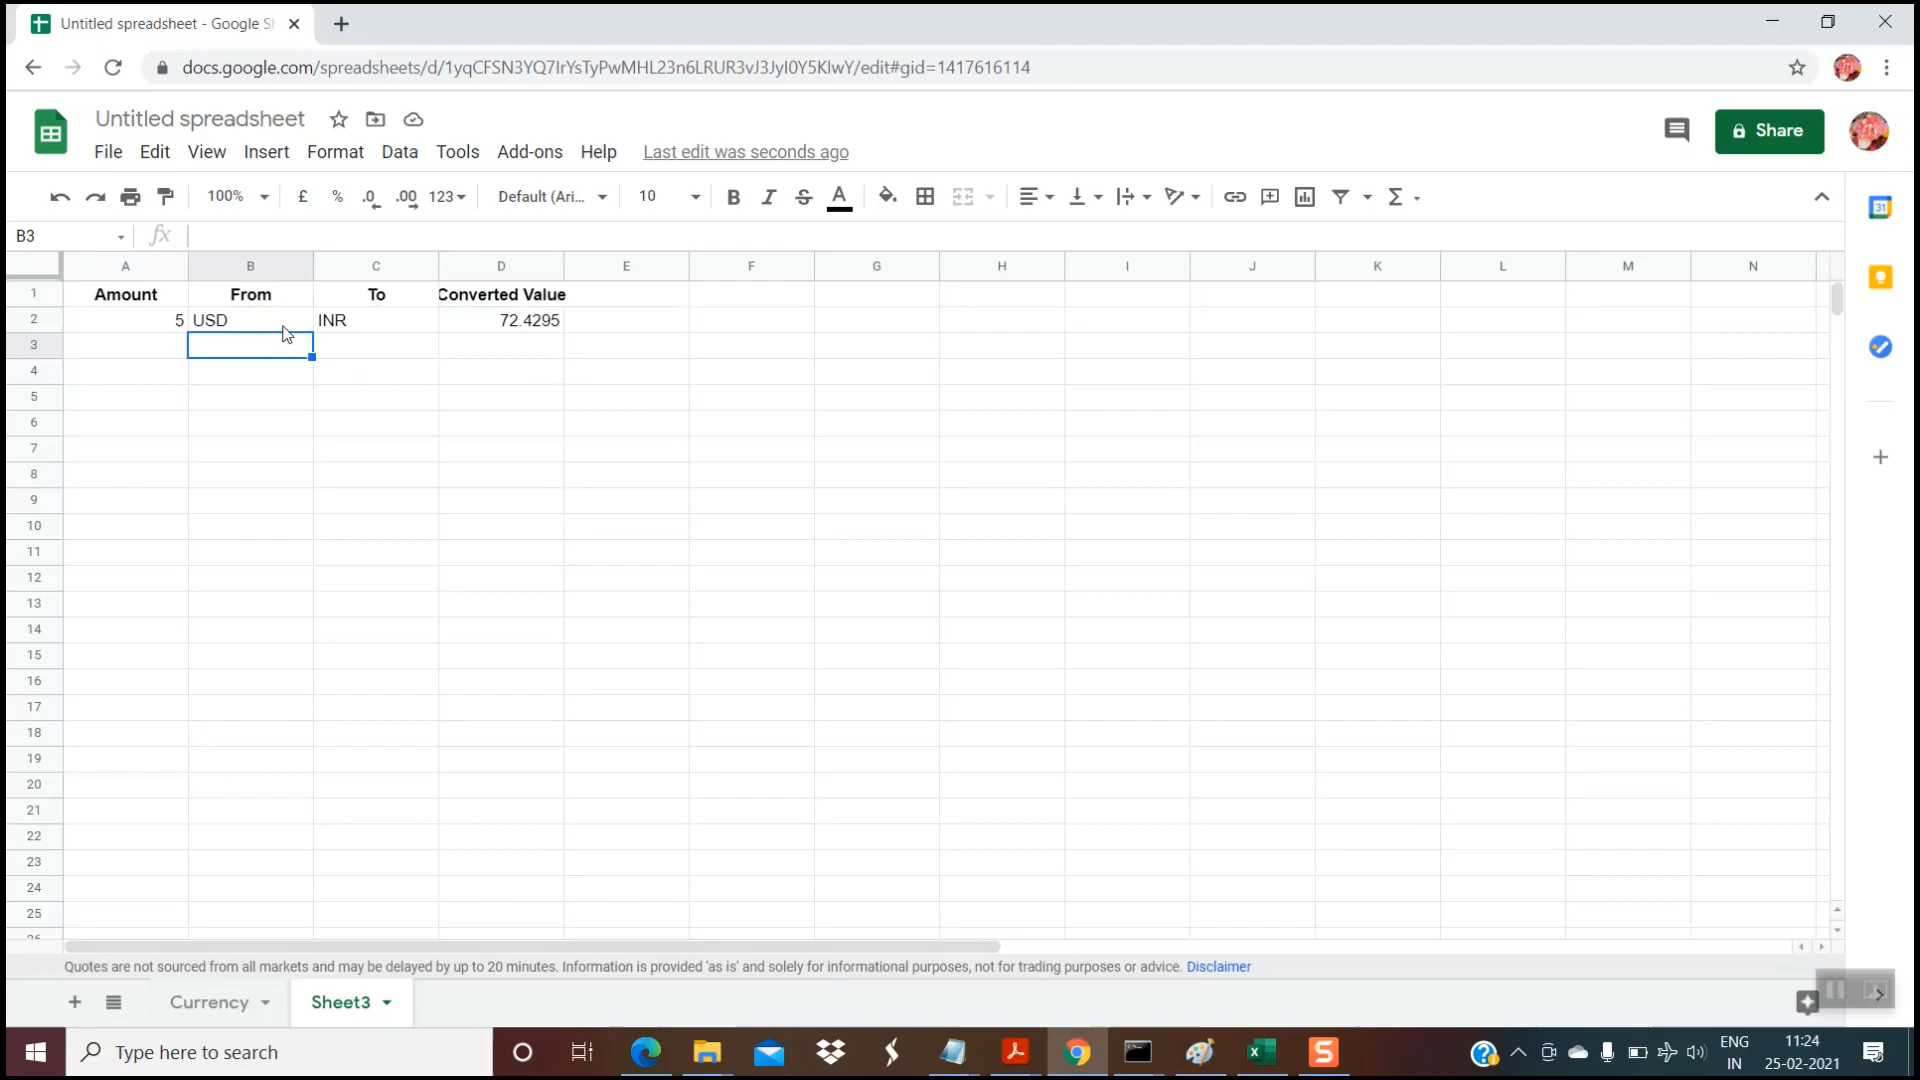 Untitled spreadsheet - Google Sh
docs.google.com/spreadsheets/d/1yqCFSN3YQ7IrYsTyPwMHL23n6LRUR3vJ3JyI0Y5KIwY/edit#gid=1417616114
Untitled spreadsheet
File Edit View Insert Format Data Tools Add-ons Help Last edit was seconds ago
Share
100% £ % .0 .00 123 Default (Ari... 10 B I S A Σ
31
B3 fx
A B C D E F G H I J K L M N
1 Amount From To Converted Value
2 5 USD INR 72.4295
3
4
5
6
7
8
9
10
11
12
13
14
15
16
17
18
19
20
21
22
23
24
25
26
Quotes are not sourced from all markets and may be delayed by up to 20 minutes. Information is provided 'as is' and solely for informational purposes, not for trading purposes or advice. Disclaimer
Currency Sheet3
Type here to search
ENG 11:24
IN 25-02-2021